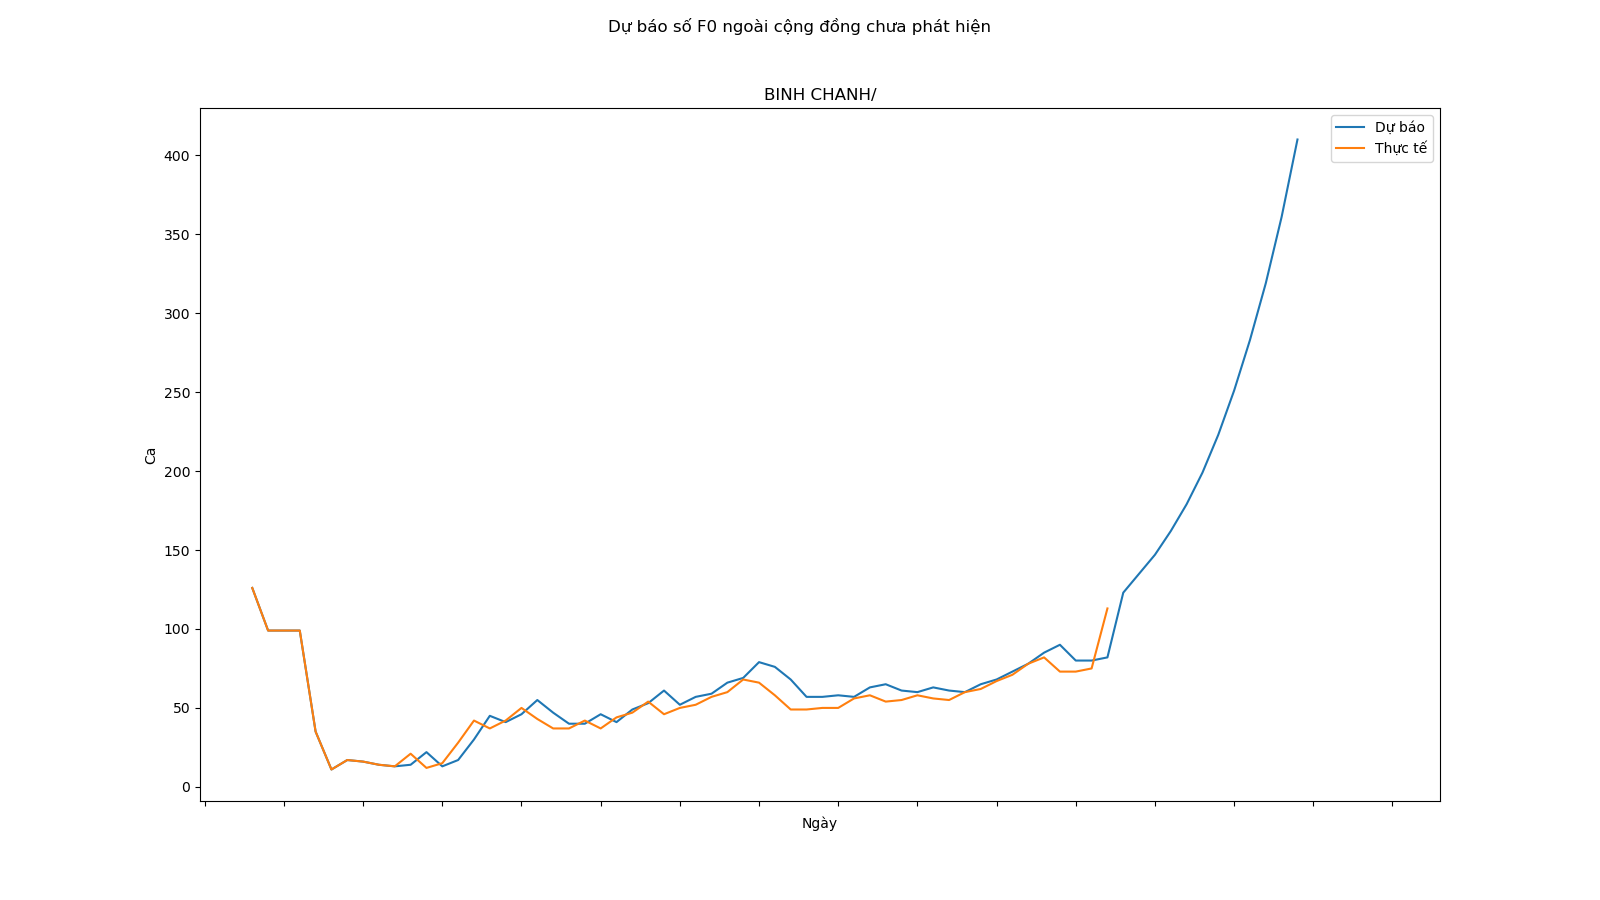 Dự báo số F0 ngoài cộng đồng chưa phát hiện
BINH CHANH/
Dự báo
Thực tế
400
350
300
250
200
150
100
50
0
Ca
Ngày